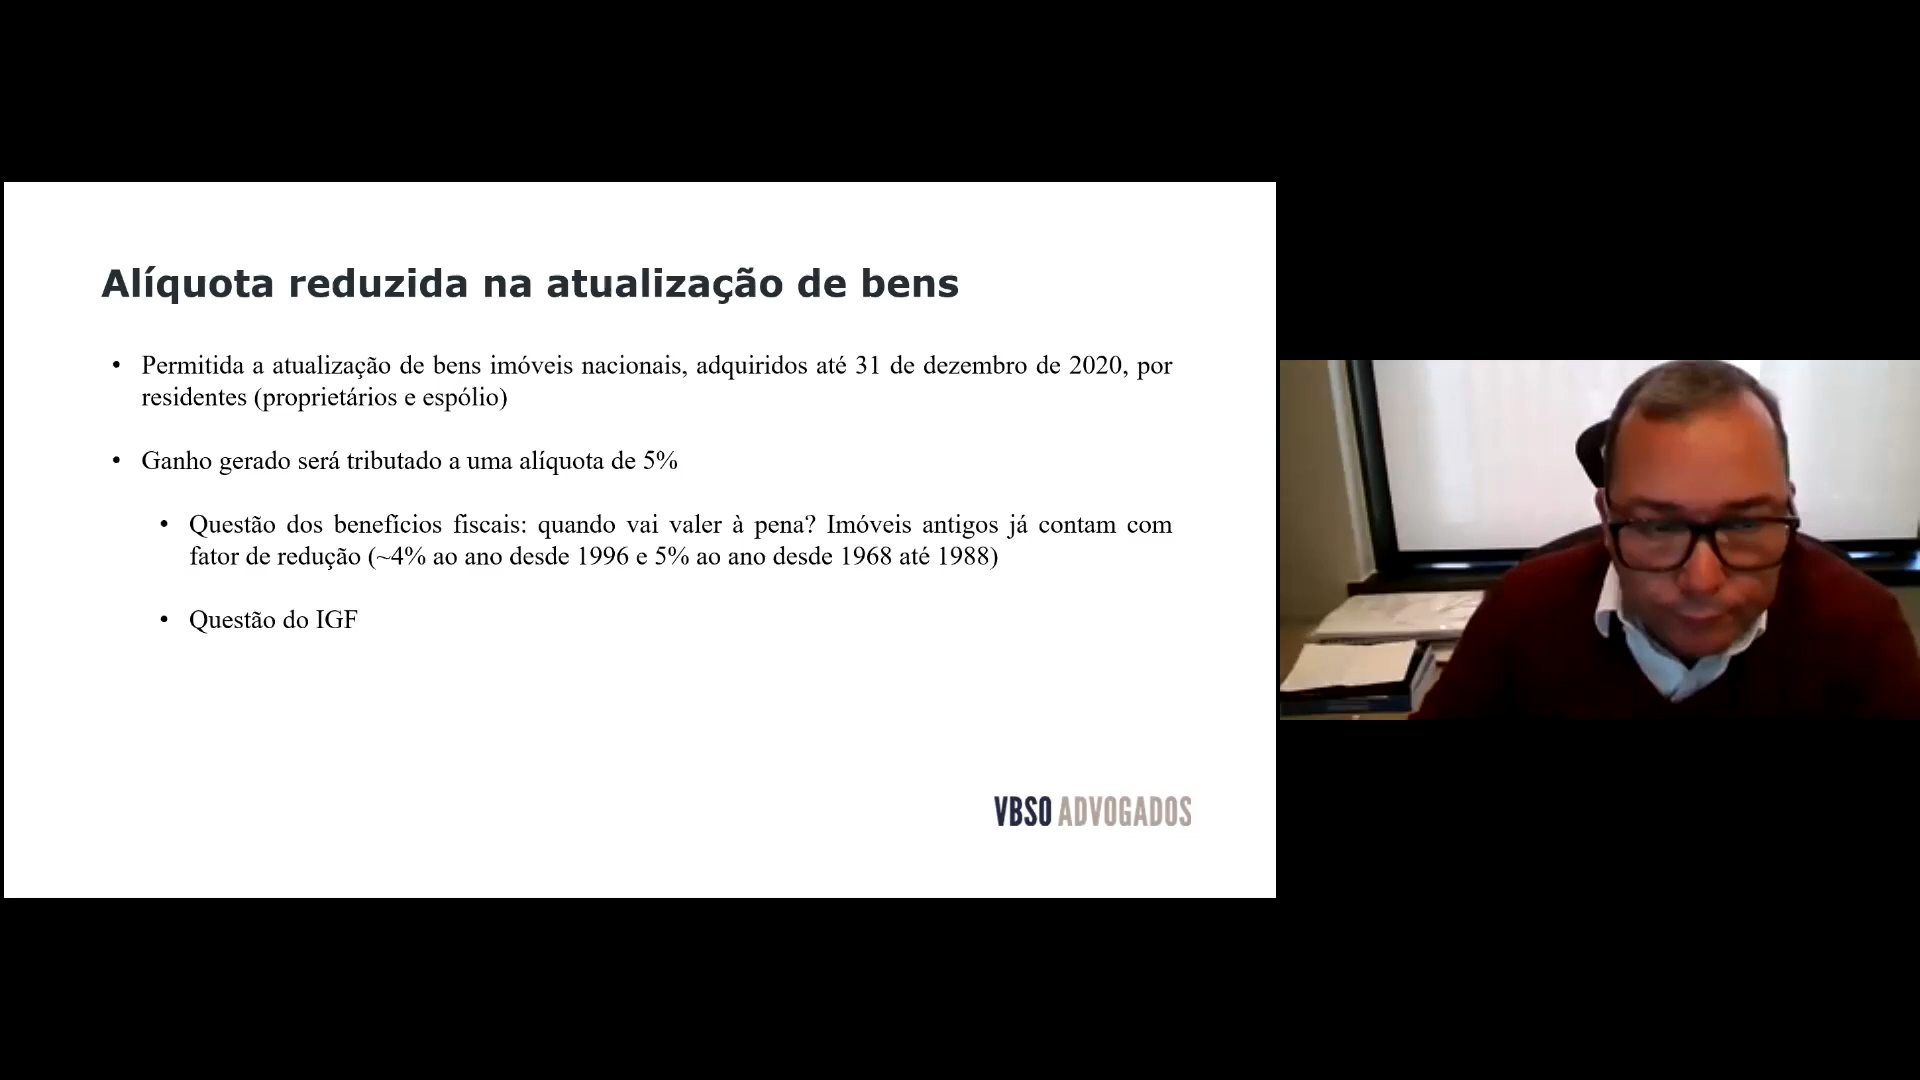 Alíquota reduzida na atualização de bens
• Permitida a atualização de bens imóveis nacionais, adquiridos até 31 de dezembro de 2020, por
residentes (proprietários e espólio)
• Ganho gerado será tributado a uma alíquota de 5%
• Questão dos benefícios fiscais: quando vai valer à pena? Imóveis antigos já contam com
fator de redução (~4% ao ano desde 1996 e 5% ao ano desde 1968 até 1988)
• Questão do IGF
VBSO ADVOGADOS